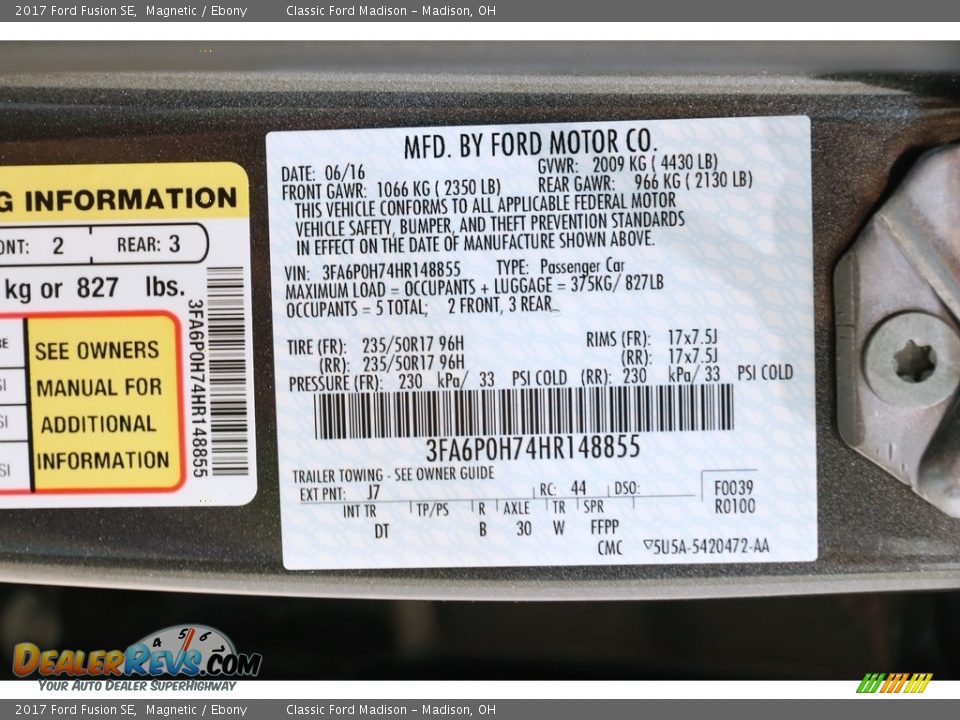 2017 Ford Fusion SE, Magnetic / Ebony Classic Ford Madison – Madison, OH
G INFORMATION
ONT: 2 REAR: 3
kg or 827 lbs.
SEE OWNERS
MANUAL FOR
ADDITIONAL
INFORMATION
3FA6P0H74HR148855
MFD. BY FORD MOTOR CO.
DATE: 06/16 GVWR: 2009 KG ( 4430 LB)
FRONT GAWR: 1066 KG ( 2350 LB) REAR GAWR: 966 KG ( 2130 LB)
THIS VEHICLE CONFORMS TO ALL APPLICABLE FEDERAL MOTOR
VEHICLE SAFETY, BUMPER, AND THEFT PREVENTION STANDARDS
IN EFFECT ON THE DATE OF MANUFACTURE SHOWN ABOVE.
VIN: 3FA6P0H74HR148855 TYPE: Passenger Car
MAXIMUM LOAD = OCCUPANTS + LUGGAGE = 375KG/ 827LB
OCCUPANTS = 5 TOTAL; 2 FRONT, 3 REAR_
TIRE (FR): 235/50R17 96H RIMS (FR): 17x7.5J
(RR): 235/50R17 96H (RR): 17x7.5J
PRESSURE (FR): 230 kPa/ 33 PSI COLD (RR): 230 kPa/ 33 PSI COLD
3FA6P0H74HR148855
TRAILER TOWING - SEE OWNER GUIDE
EXT PNT: J7 RC: 44 DSO: F0039
INT TR TP/PS R AXLE TR SPR R0100
DT B 30 W FFPP
CMC ▽5U5A-5420472-AA
4 5 6
DealerRevs.com
Your Auto Dealer SuperHighway
2017 Ford Fusion SE, Magnetic / Ebony Classic Ford Madison – Madison, OH